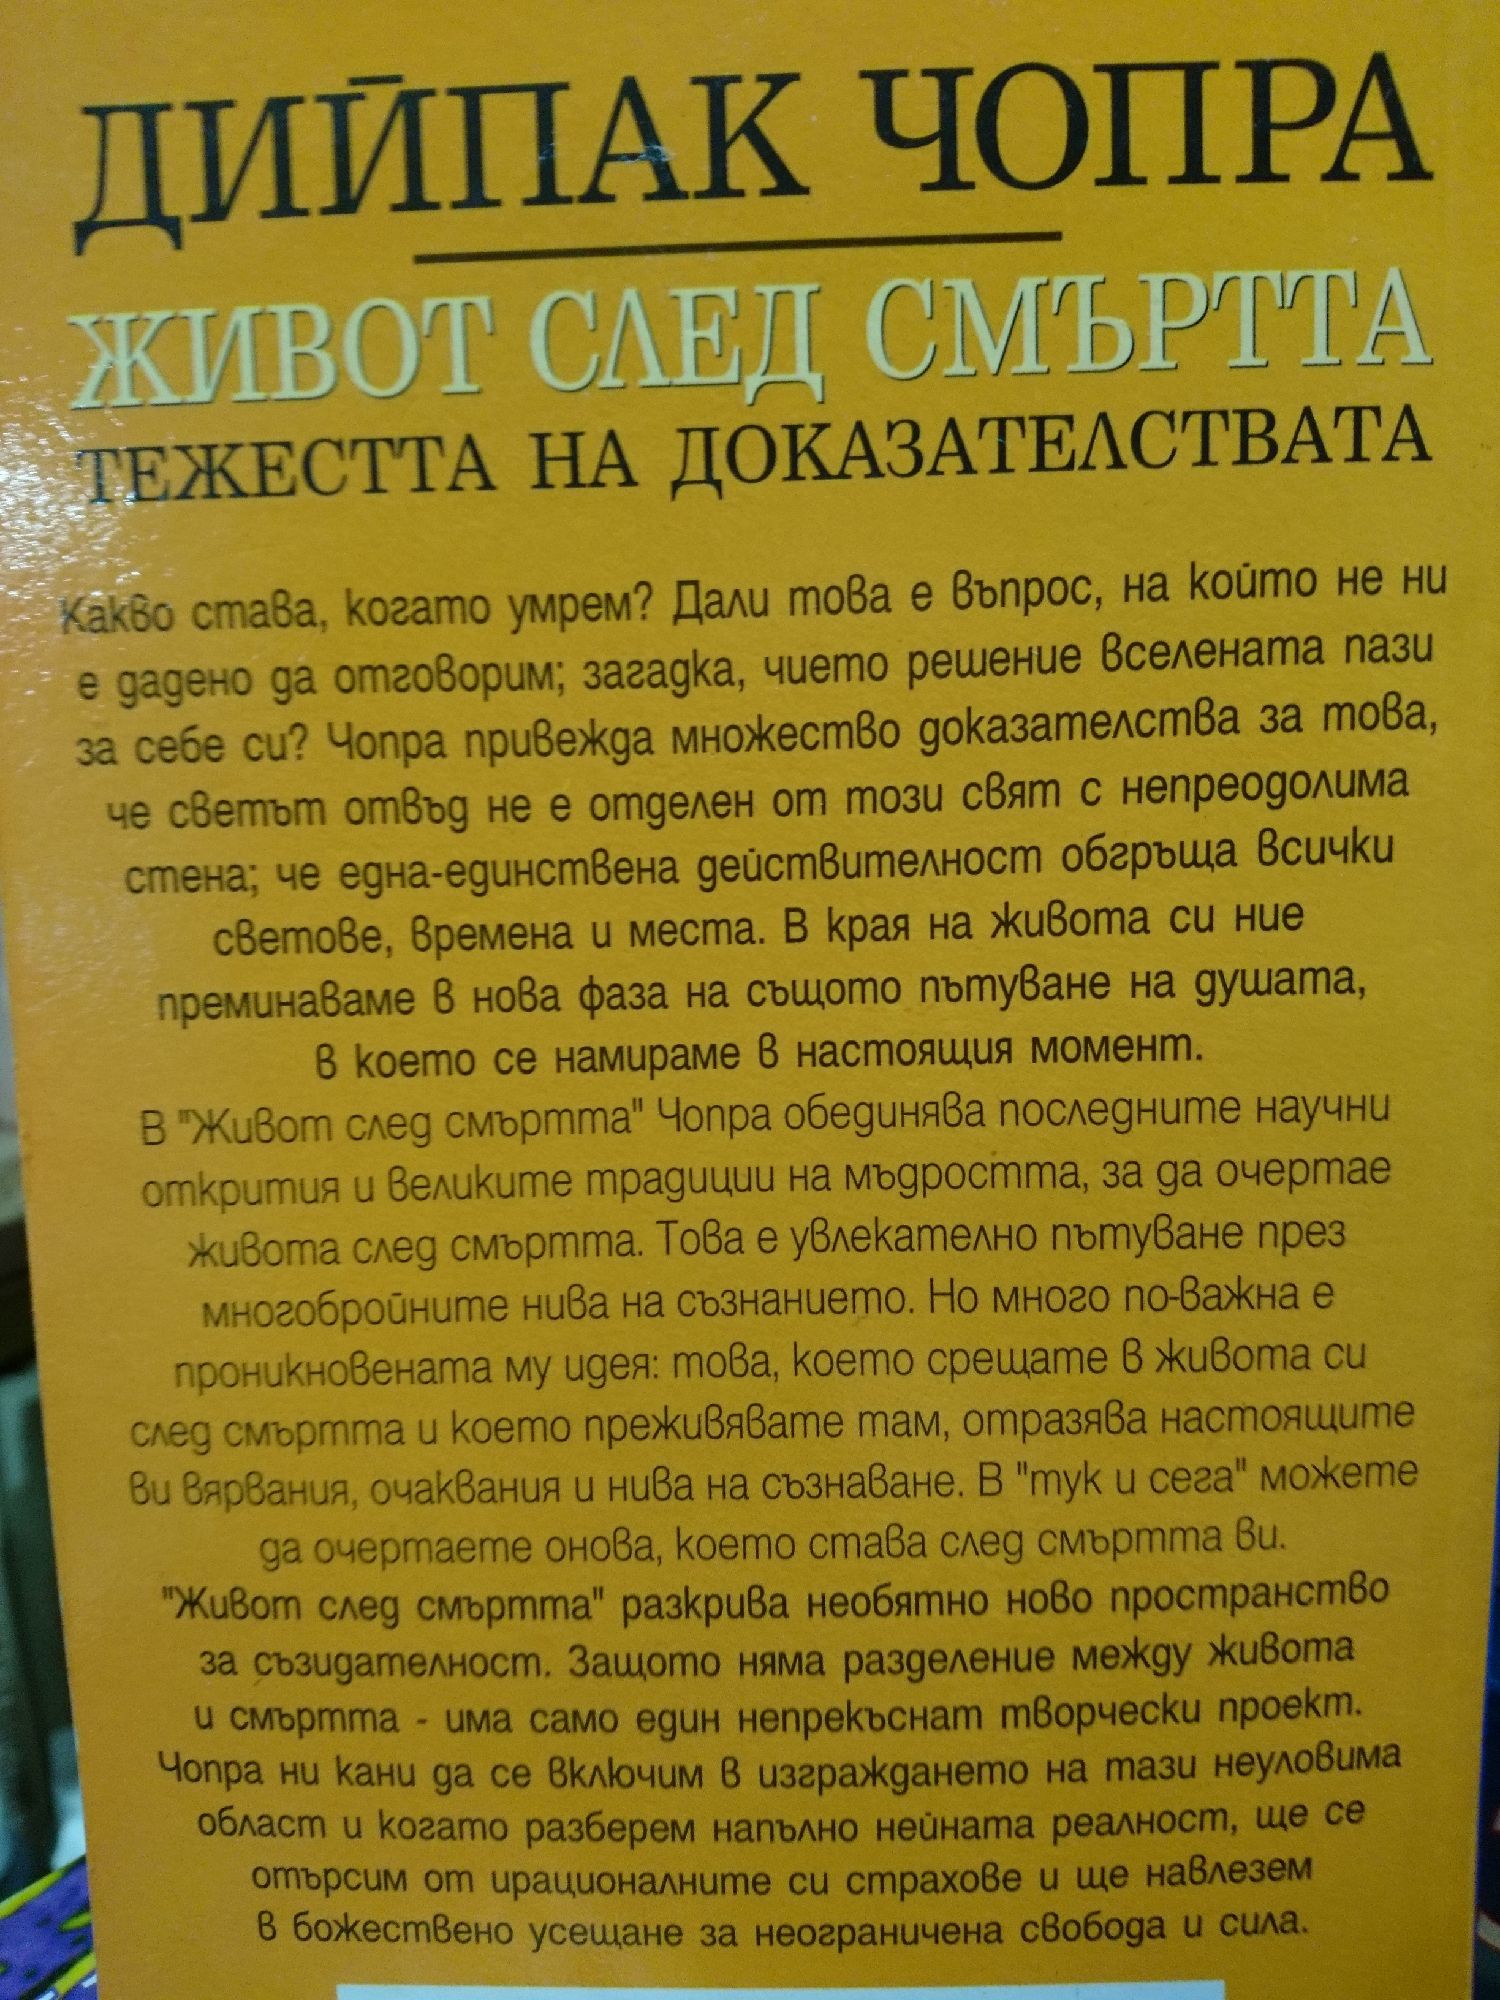 ДИЙПАК ЧОПРА
ЖИВОТ СЛЕД СМЪРТТА
ТЕЖЕСТТА НА ДОКАЗАТЕЛСТВАТА
Какво става, когато умрем? Дали това е въпрос, на който не ни
е дадено да отговорим; загадка, чието решение вселената пази
за себе си? Чопра привежда множество доказателства за това,
че светът отвъд не е отделен от този свят с непреодолима
стена; че една-единствена действителност обгръща всички
светове, времена и места. В края на живота си ние
преминаваме в нова фаза на същото пътуване на душата,
в което се намираме в настоящия момент.
В "Живот след смъртта" Чопра обединява последните научни
открития и великите традиции на мъдростта, за да очертае
живота след смъртта. Това е увлекателно пътуване през
многобройните нива на съзнанието. Но много по-важна е
проникновената му идея: това, което срещате в живота си
след смъртта и което преживявате там, отразява настоящите
ви вярвания, очаквания и нива на съзнаване. В "тук и сега" можете
да очертаете онова, което става след смъртта ви.
"Живот след смъртта" разкрива необятно ново пространство
за съзидателност. Защото няма разделение между живота
и смъртта - има само един непрекъснат творчески проект.
Чопра ни кани да се включим в изграждането на тази неуловима
област и когато разберем напълно нейната реалност, ще се
отърсим от ирационалните си страхове и ще навлезем
в божествено усещане за неограничена свобода и сила.